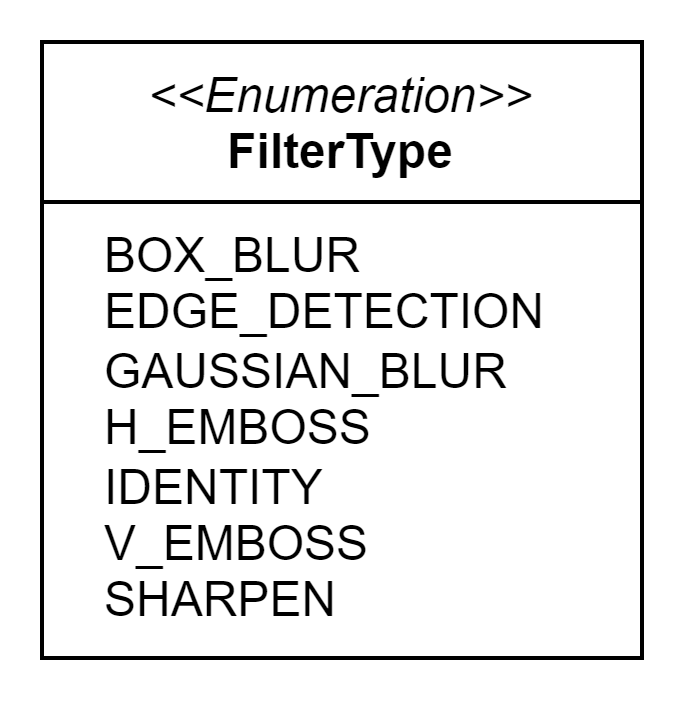 <<Enumeration>>
FilterType
BOX_BLUR
EDGE_DETECTION
GAUSSIAN_BLUR
H_EMBOSS
IDENTITY
V_EMBOSS
SHARPEN